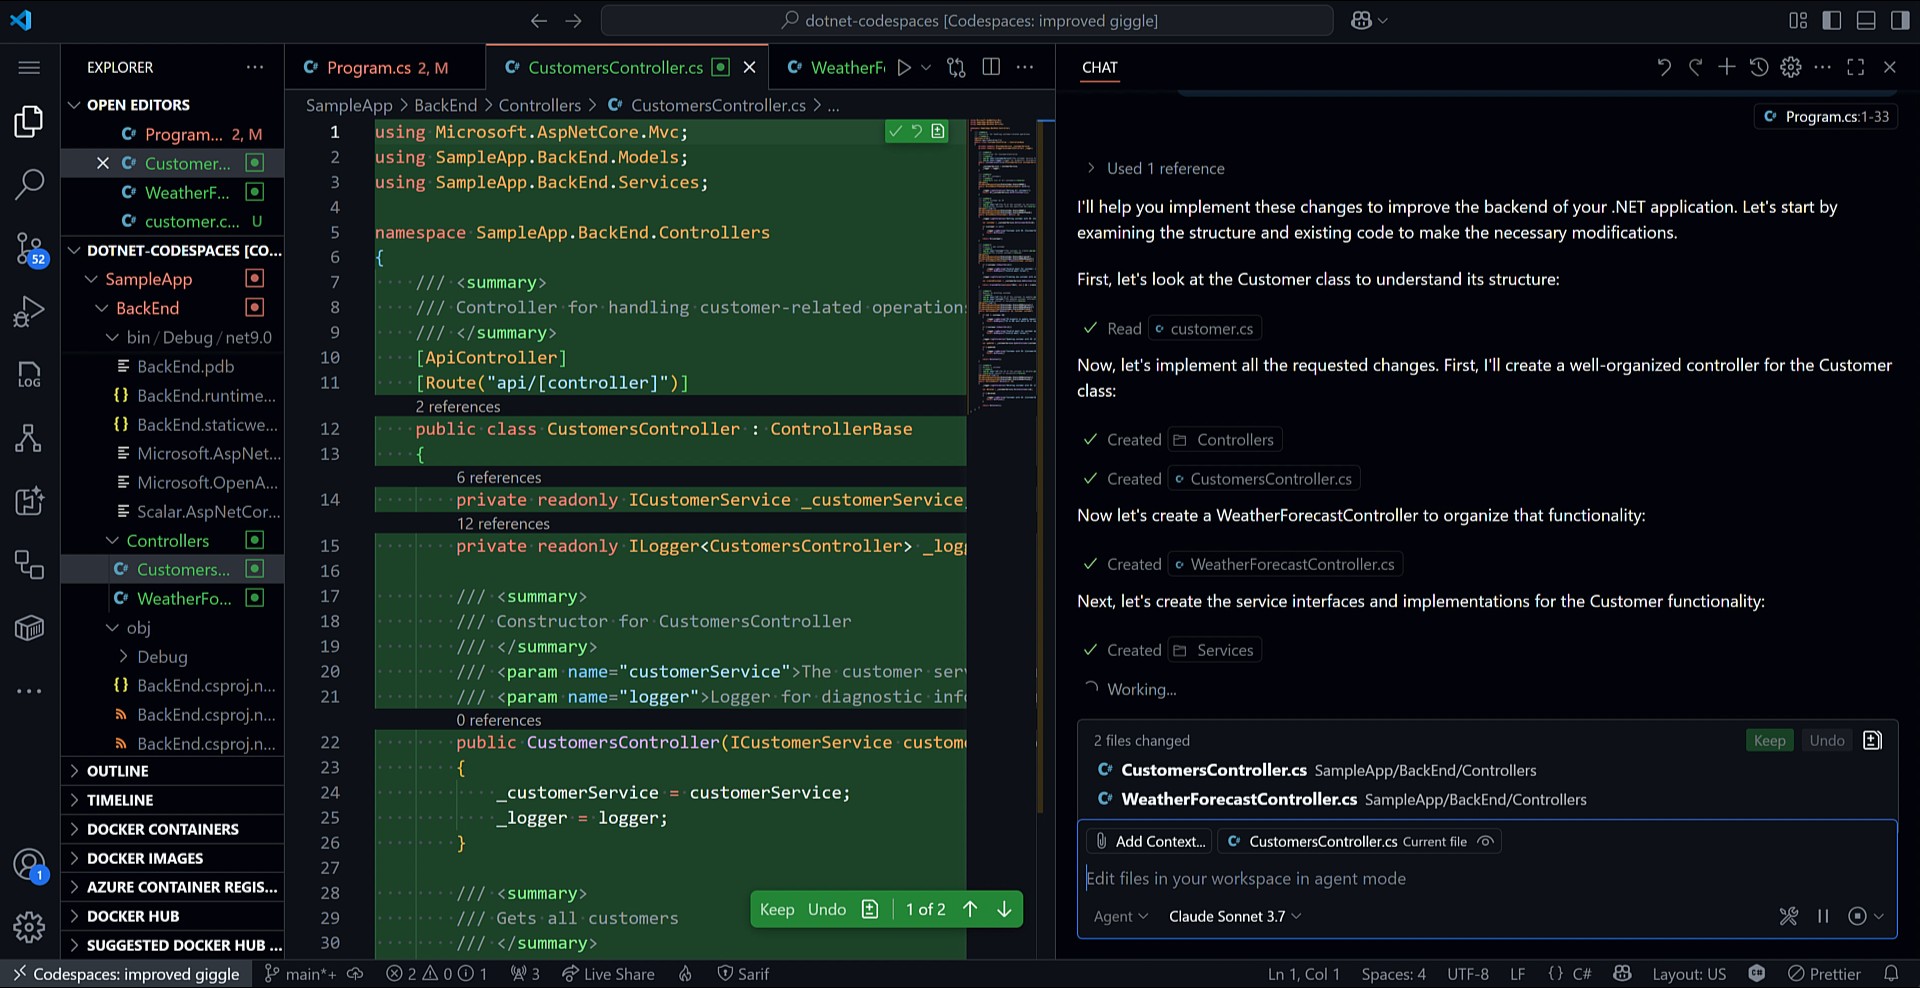 dotnet-codespaces [Codespaces: improved giggle]
EXPLORER
OPEN EDITORS
Program... 2, M
Customer...
WeatherF...
customer.c... U
DOTNET-CODESPACES [CO...
SampleApp
BackEnd
bin / Debug / net9.0
BackEnd.pdb
{} BackEnd.runtime...
{} BackEnd.staticwe...
Microsoft.AspNet...
Microsoft.OpenA...
Scalar.AspNetCor...
Controllers
Customers...
WeatherFo...
obj
Debug
{} BackEnd.csproj.n...
BackEnd.csproj.n...
BackEnd.csproj.n...
OUTLINE
TIMELINE
DOCKER CONTAINERS
DOCKER IMAGES
AZURE CONTAINER REGIS...
DOCKER HUB
SUGGESTED DOCKER HUB ...
52
LOG
1
Program.cs 2, M
CustomersController.cs
WeatherF
SampleApp > BackEnd > Controllers > CustomersController.cs > ...
1 using Microsoft.AspNetCore.Mvc;
2 using SampleApp.BackEnd.Models;
3 using SampleApp.BackEnd.Services;
4
5 namespace SampleApp.BackEnd.Controllers
6 {
7 /// <summary>
8 /// Controller for handling customer-related operation
9 /// </summary>
10 [ApiController]
11 [Route("api/[controller]")]
2 references
12 public class CustomersController : ControllerBase
13 {
6 references
14 private readonly ICustomerService _customerService
12 references
15 private readonly ILogger<CustomersController> _log
16
17 /// <summary>
18 /// Constructor for CustomersController
19 /// </summary>
20 /// <param name="customerService">The customer ser
21 /// <param name="logger">Logger for diagnostic inf
0 references
22 public CustomersController(ICustomerService custom
23 {
24 _customerService = customerService;
25 _logger = logger;
26 }
27
28 /// <summary>
29 /// Gets all customers
30 /// </summary>
Keep Undo 1 of 2
CHAT
Program.cs:1-33
Used 1 reference
I'll help you implement these changes to improve the backend of your .NET application. Let's start by
examining the structure and existing code to make the necessary modifications.
First, let's look at the Customer class to understand its structure:
Read customer.cs
Now, let's implement all the requested changes. First, I'll create a well-organized controller for the Customer
class:
Created Controllers
Created CustomersController.cs
Now let's create a WeatherForecastController to organize that functionality:
Created WeatherForecastController.cs
Next, let's create the service interfaces and implementations for the Customer functionality:
Created Services
Working...
2 files changed Keep Undo
CustomersController.cs SampleApp/BackEnd/Controllers
WeatherForecastController.cs SampleApp/BackEnd/Controllers
Add Context... CustomersController.cs Current file
Edit files in your workspace in agent mode
Agent Claude Sonnet 3.7
Codespaces: improved giggle main*+ 2 0 1 3 Live Share Sarif Ln 1, Col 1 Spaces: 4 UTF-8 LF {} C# Layout: US Prettier